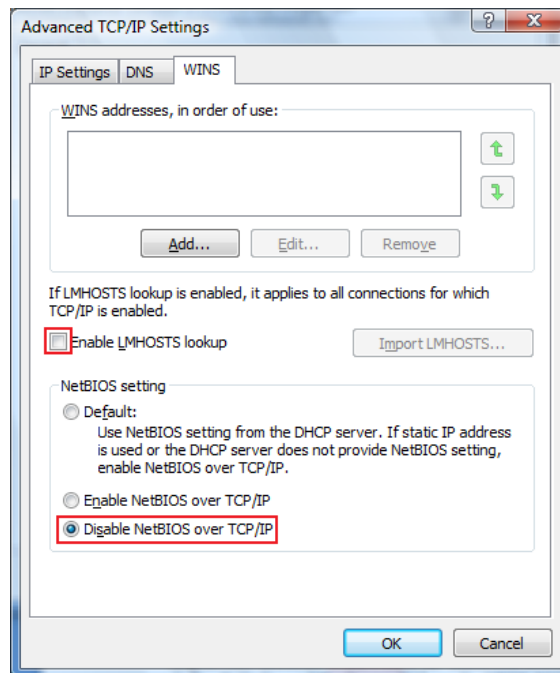 Advanced TCP/IP Settings
IP Settings DNS WINS
WINS addresses, in order of use:
Add... Edit... Remove
If LMHOSTS lookup is enabled, it applies to all connections for which
TCP/IP is enabled.
Enable LMHOSTS lookup Import LMHOSTS...
NetBIOS setting
Default:
Use NetBIOS setting from the DHCP server. If static IP address
is used or the DHCP server does not provide NetBIOS setting,
enable NetBIOS over TCP/IP.
Enable NetBIOS over TCP/IP
Disable NetBIOS over TCP/IP
OK Cancel